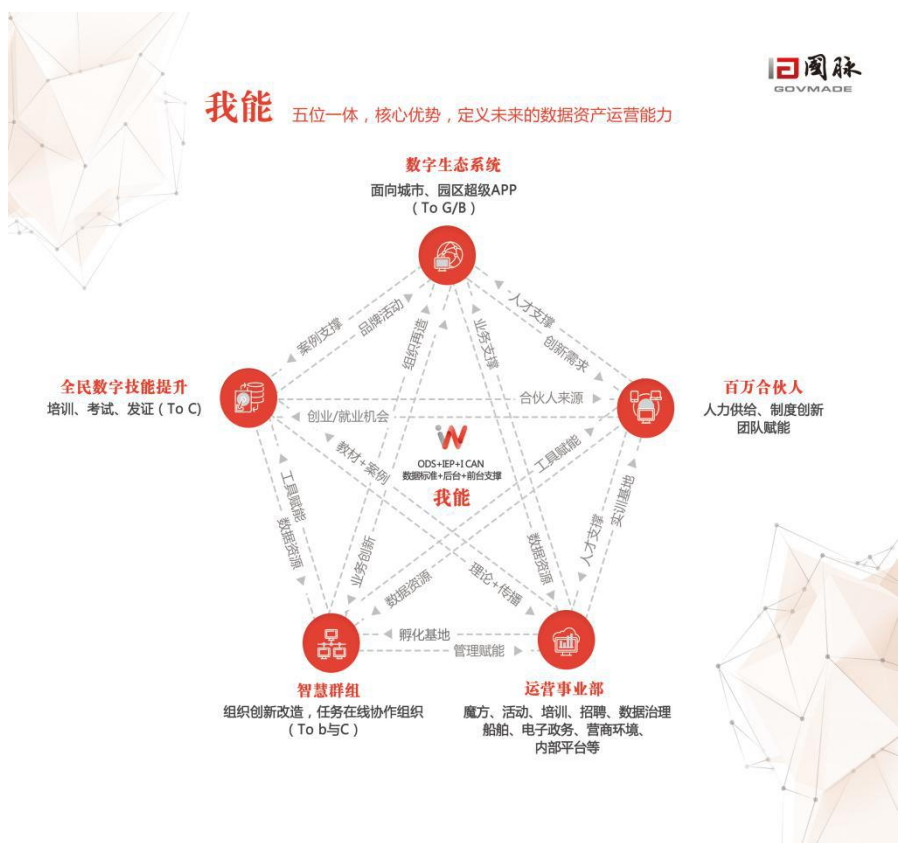 国脉
GOVMADE
我能 五位一体，核心优势，定义未来的数据资产运营能力
数字生态系统
面向城市、园区超级APP
（To G/B）
案例支撑
品牌活动
组织再造
业务支撑
人才支撑
创新需求
全民数字技能提升
培训、考试、发证（To C)
百万合伙人
人力供给、制度创新
团队赋能
合伙人来源
创业/就业机会
教材+案例
工具赋能
ODS+IEP+I CAN
数据标准+后台+前台支撑
我能
工具赋能
数据资源
业务创新
数据资源
理论+传播
数据资源
人才支撑
实训基地
孵化基地
管理赋能
智慧群组
组织创新改造，任务在线协作组织
（To b与C）
运营事业部
魔方、活动、培训、招聘、数据治理
船舶、电子政务、营商环境、
内部平台等